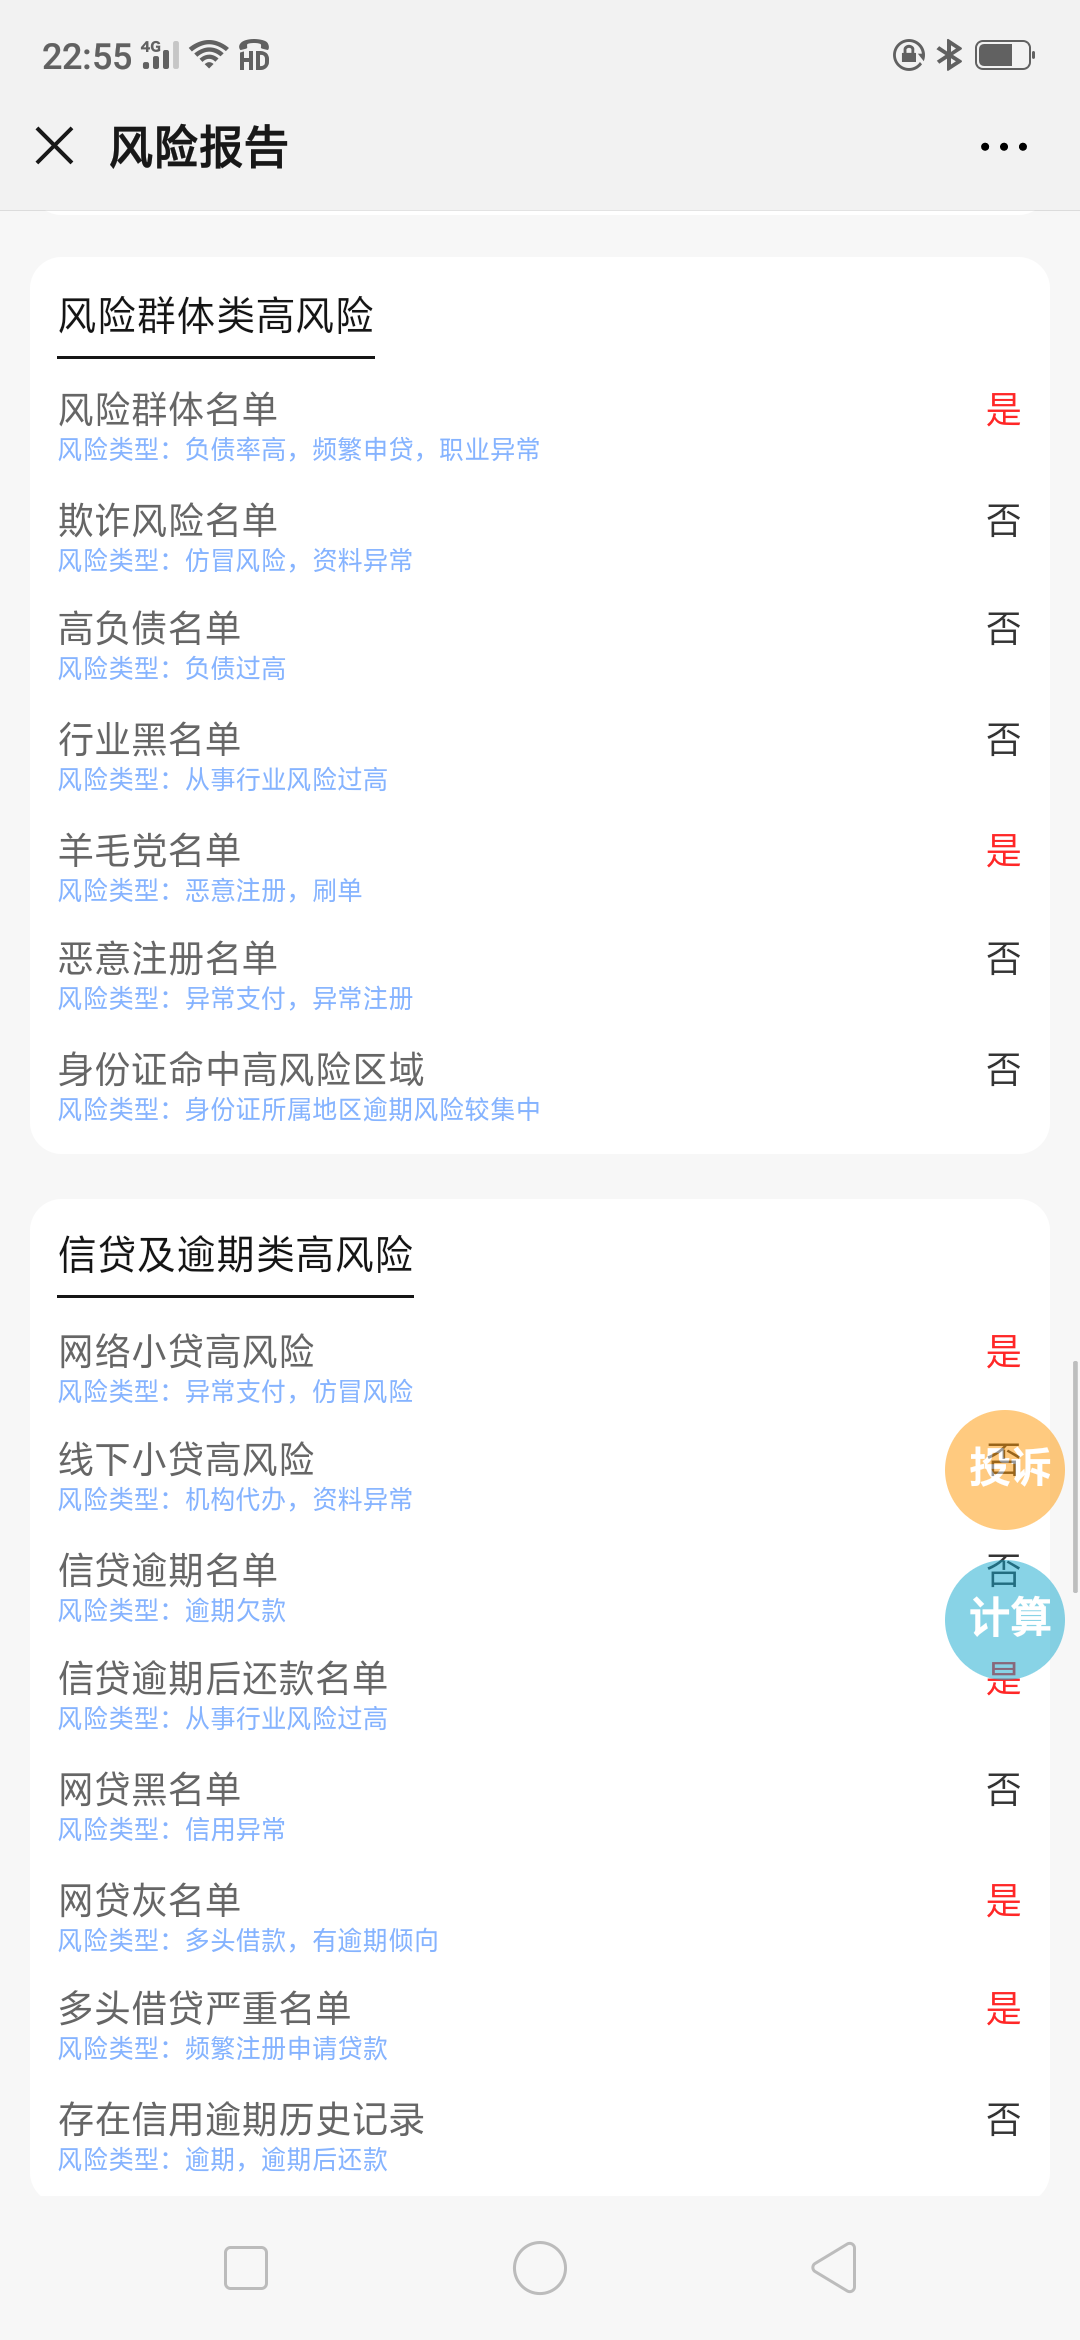 22:55 4G HD
风险报告
风险群体类高风险
风险群体名单 是
风险类型：负债率高，频繁申贷，职业异常
欺诈风险名单 否
风险类型：仿冒风险，资料异常
高负债名单 否
风险类型：负债过高
行业黑名单 否
风险类型：从事行业风险过高
羊毛党名单 是
风险类型：恶意注册，刷单
恶意注册名单 否
风险类型：异常支付，异常注册
身份证命中高风险区域 否
风险类型：身份证所属地区逾期风险较集中
信贷及逾期类高风险
网络小贷高风险 是
风险类型：异常支付，仿冒风险
线下小贷高风险 否
投诉
风险类型：机构代办，资料异常
信贷逾期名单 否
风险类型：逾期欠款
计算
信贷逾期后还款名单 是
风险类型：从事行业风险过高
网贷黑名单 否
风险类型：信用异常
网贷灰名单 是
风险类型：多头借款，有逾期倾向
多头借贷严重名单 是
风险类型：频繁注册申请贷款
存在信用逾期历史记录 否
风险类型：逾期，逾期后还款